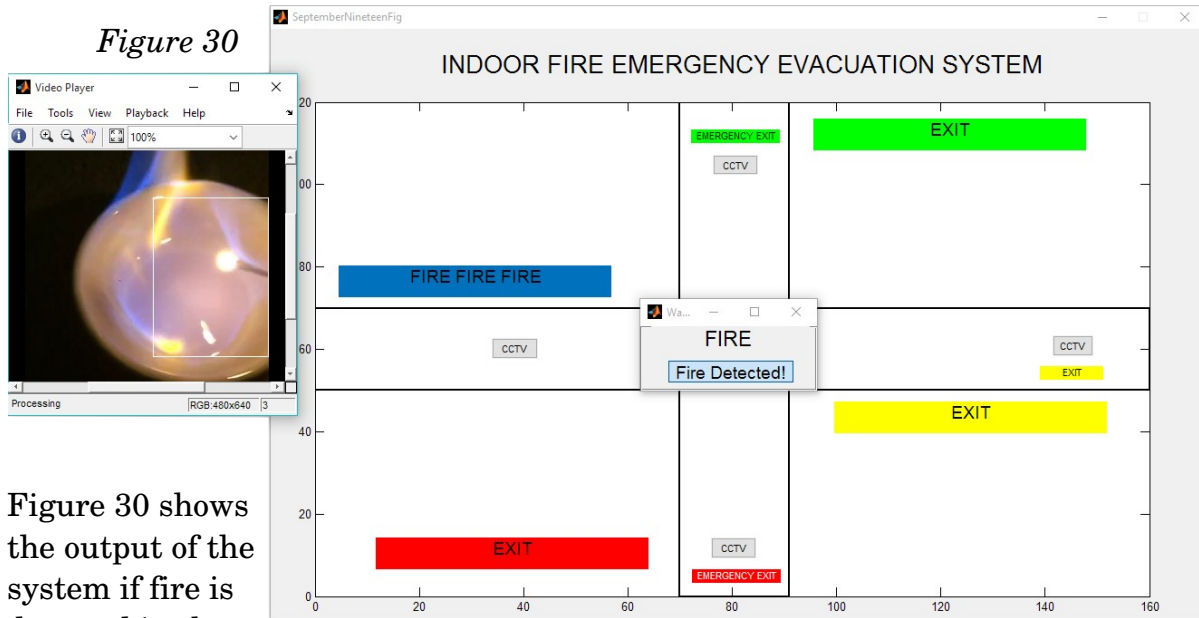 Figure 30
Video Player
File Tools View Playback Help
100%
Processing
RGB:480x640 3
Figure 30 shows
the output of the
system if fire is
SeptemberNineteenFig
INDOOR FIRE EMERGENCY EVACUATION SYSTEM
EMERGENCY EXIT
EXIT
CCTV
FIRE FIRE FIRE
Wa...
FIRE
Fire Detected!
CCTV
CCTV
EXIT
EXIT
EXIT
CCTV
EMERGENCY EXIT
20
00
80
60
40
20
0
0 20 40 60 80 100 120 140 160